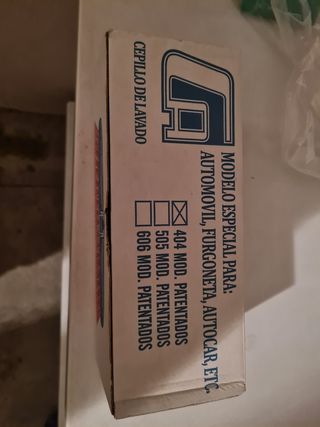 MODELO ESPECIAL PARA:
AUTOMOVIL, FURGONETA, AUTOCAR, ETC.
CEPILLO DE LAVADO
404 MOD. PATENTADOS
505 MOD. PATENTADOS
606 MOD. PATENTADOS